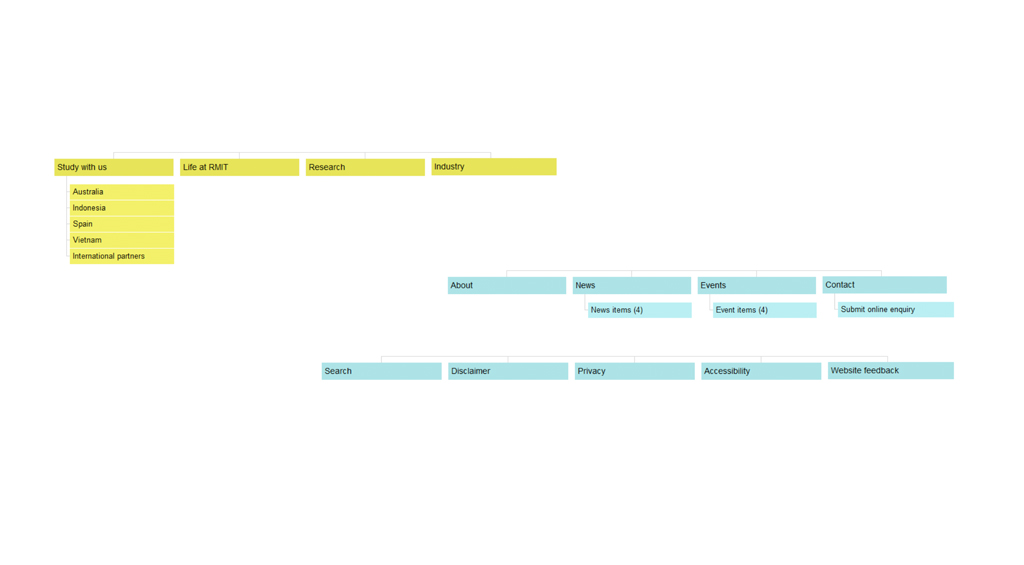 Study with us
Life at RMIT
Research
Industry
Australia
Indonesia
Spain
Vietnam
International partners
About
News
Events
Contact
News items (4)
Event items (4)
Submit online enquiry
Search
Disclaimer
Privacy
Accessibility
Website feedback